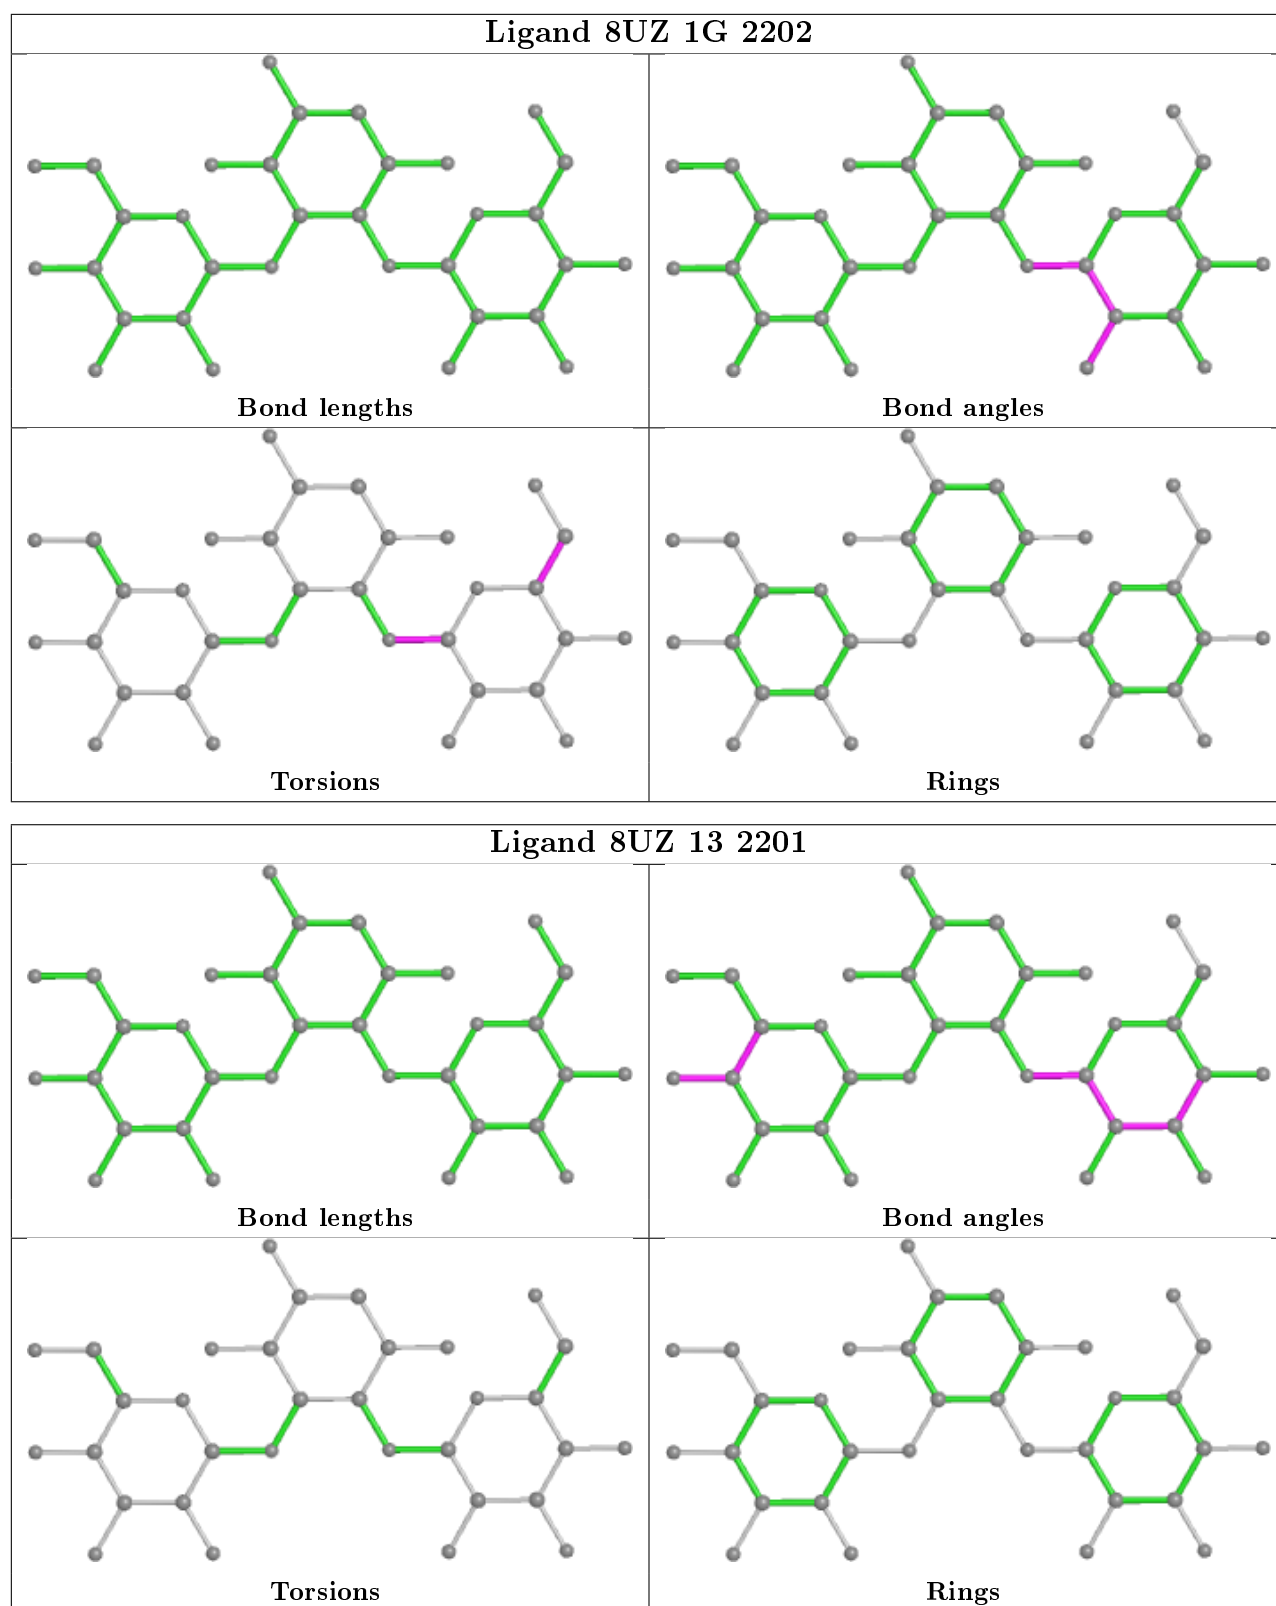 Ligand 8UZ 1G 2202
Bond lengths
Bond angles
Torsions
Rings
Ligand 8UZ 13 2201
Bond lengths
Bond angles
Torsions
Rings